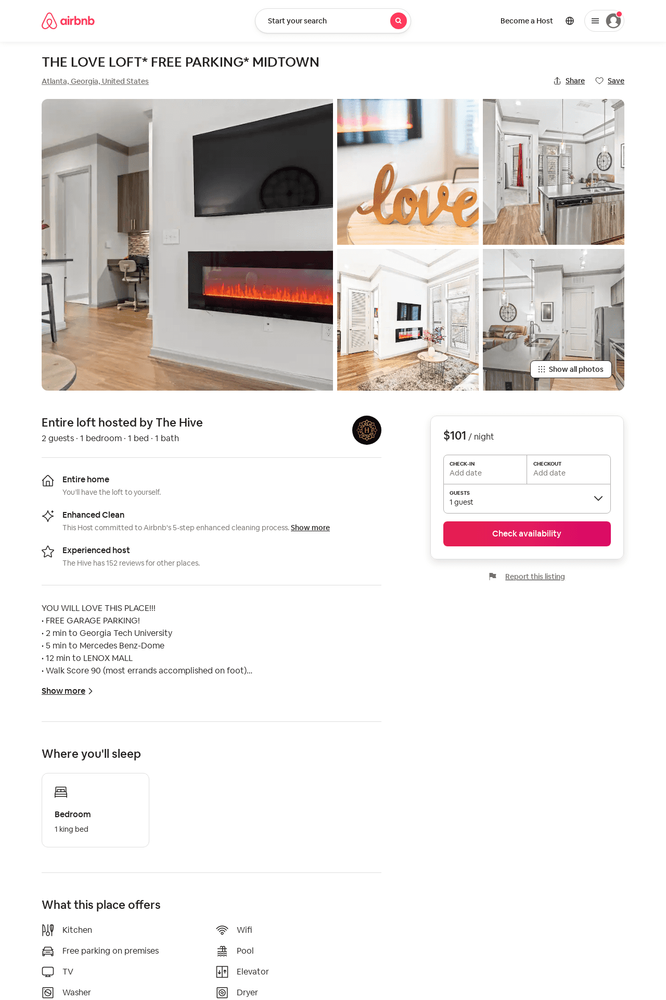 airbnb
Start your search
Become a Host
THE LOVE LOFT* FREE PARKING* MIDTOWN
Atlanta, Georgia, United States
Share
Save
love
Show all photos
Entire loft hosted by The Hive
2 guests · 1 bedroom · 1 bed · 1 bath
H
Entire home
You’ll have the loft to yourself.
Enhanced Clean
This Host committed to Airbnb's 5-step enhanced cleaning process. Show more
Experienced host
The Hive has 152 reviews for other places.
$101 / night
CHECK-IN
Add date
CHECKOUT
Add date
GUESTS
1 guest
Check availability
Report this listing
YOU WILL LOVE THIS PLACE!!!
• FREE GARAGE PARKING!
• 2 min to Georgia Tech University
• 5 min to Mercedes Benz-Dome
• 12 min to LENOX MALL
• Walk Score 90 (most errands accomplished on foot)…
Show more
Where you'll sleep
Bedroom
1 king bed
What this place offers
Kitchen
Wifi
Free parking on premises
Pool
TV
Elevator
Washer
Dryer